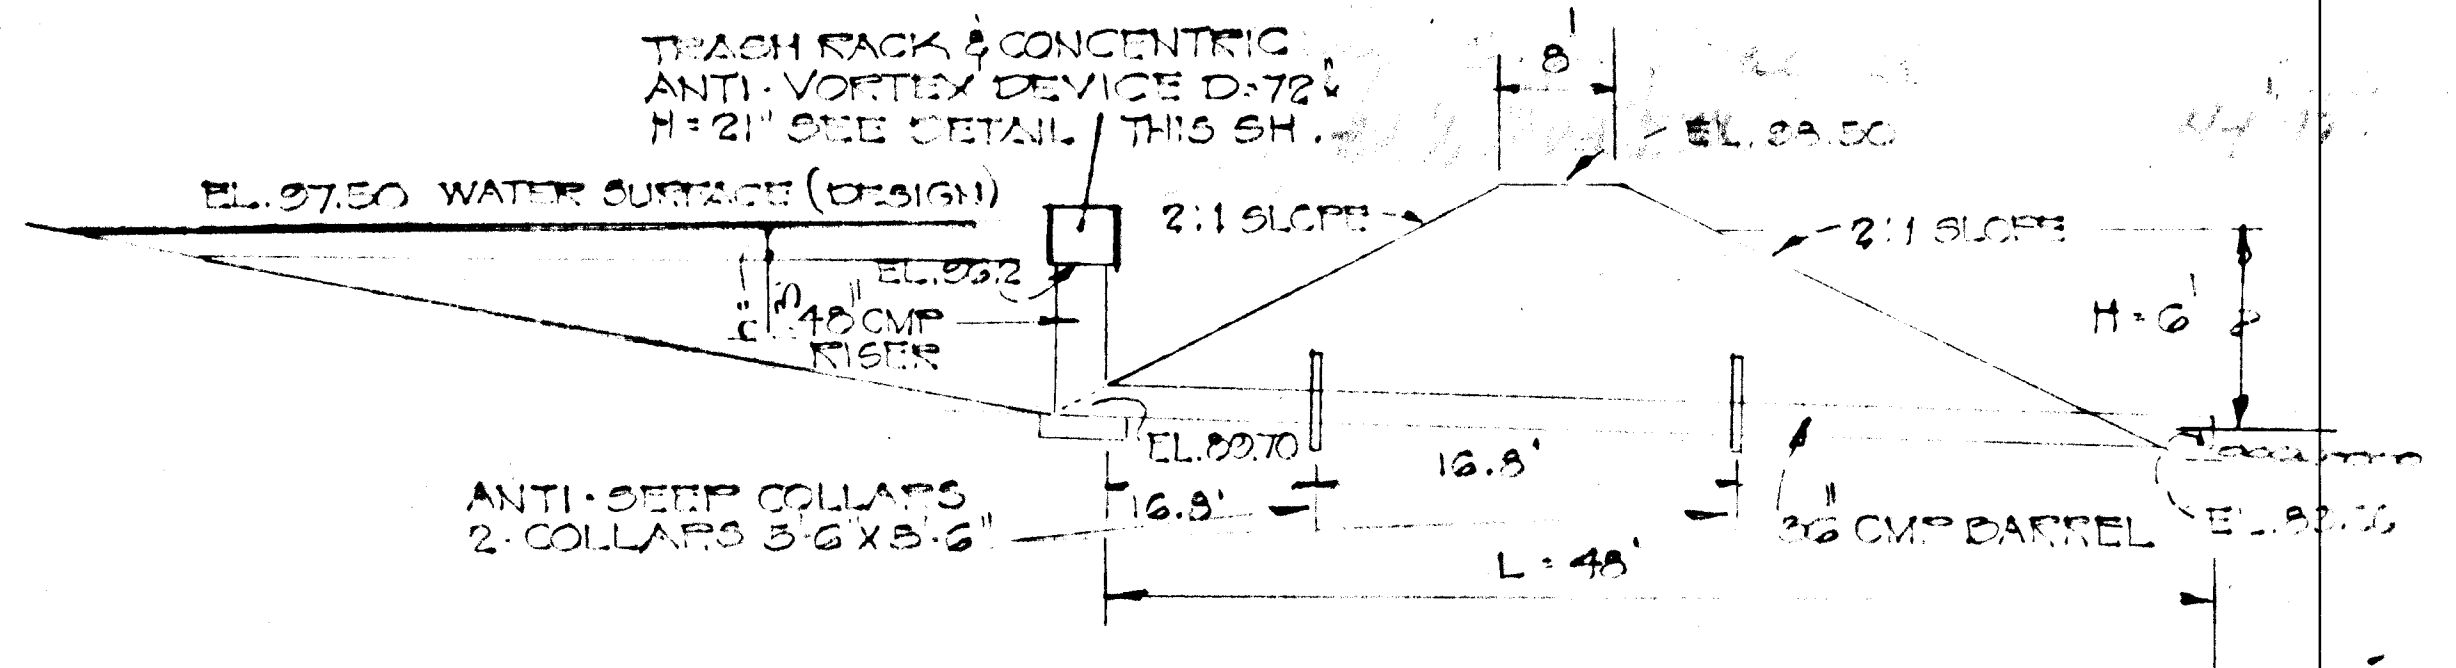 TRASH RACK & CONCENTRIC
ANTI-VORTEX DEVICE D=72"
H=21" SEE DETAIL THIS SH.
8'
EL. 98.50
EL. 97.50 WATER SURFACE (DESIGN)
2:1 SLOPE
2:1 SLOPE
EL. 96.2
48" CMP
RISER
H=6'
EL. 89.70
16.8'
16.8'
ANTI-SEEP COLLARS
2-COLLARS 5'-6"X5'-6"
36" CMP BARREL
L=48'